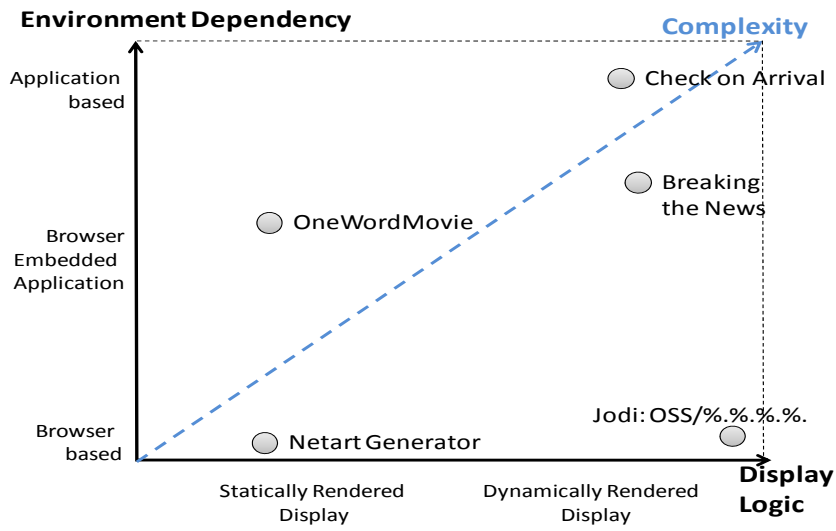 Environment Dependency
Complexity
Application
based
Check on Arrival
Breaking
the News
OneWordMovie
Browser
Embedded
Application
Jodi: OSS/%.%.%.%.
Browser
based
Netart Generator
Display
Logic
Statically Rendered
Display
Dynamically Rendered
Display